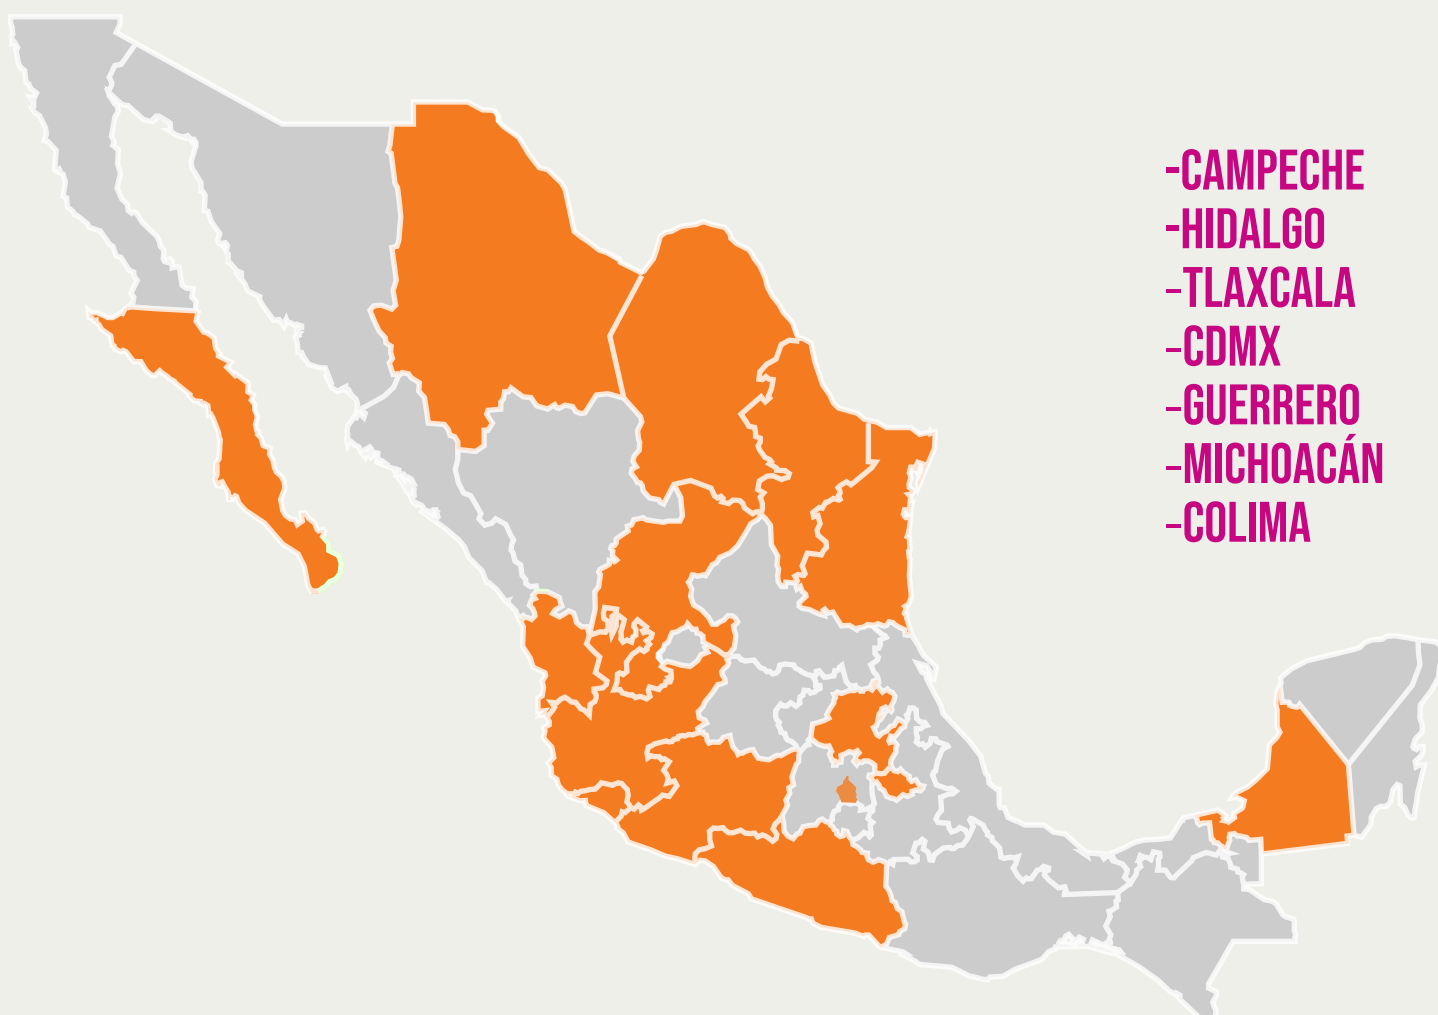 -CAMPECHE
-HIDALGO
-TLAXCALA
-CDMX
-GUERRERO
-MICHOACÁN
-COLIMA